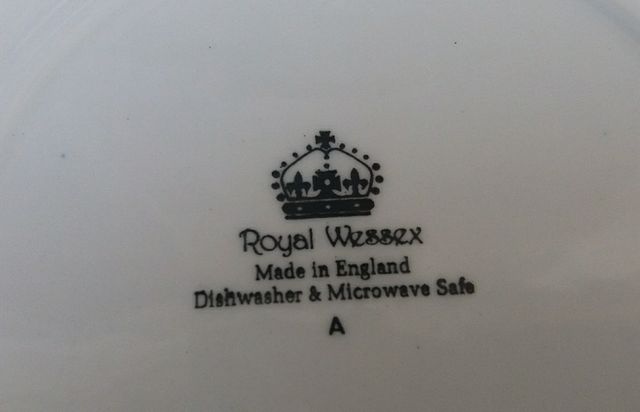 Royal Wessex
Made in England
Dishwasher & Microwave Safe
A